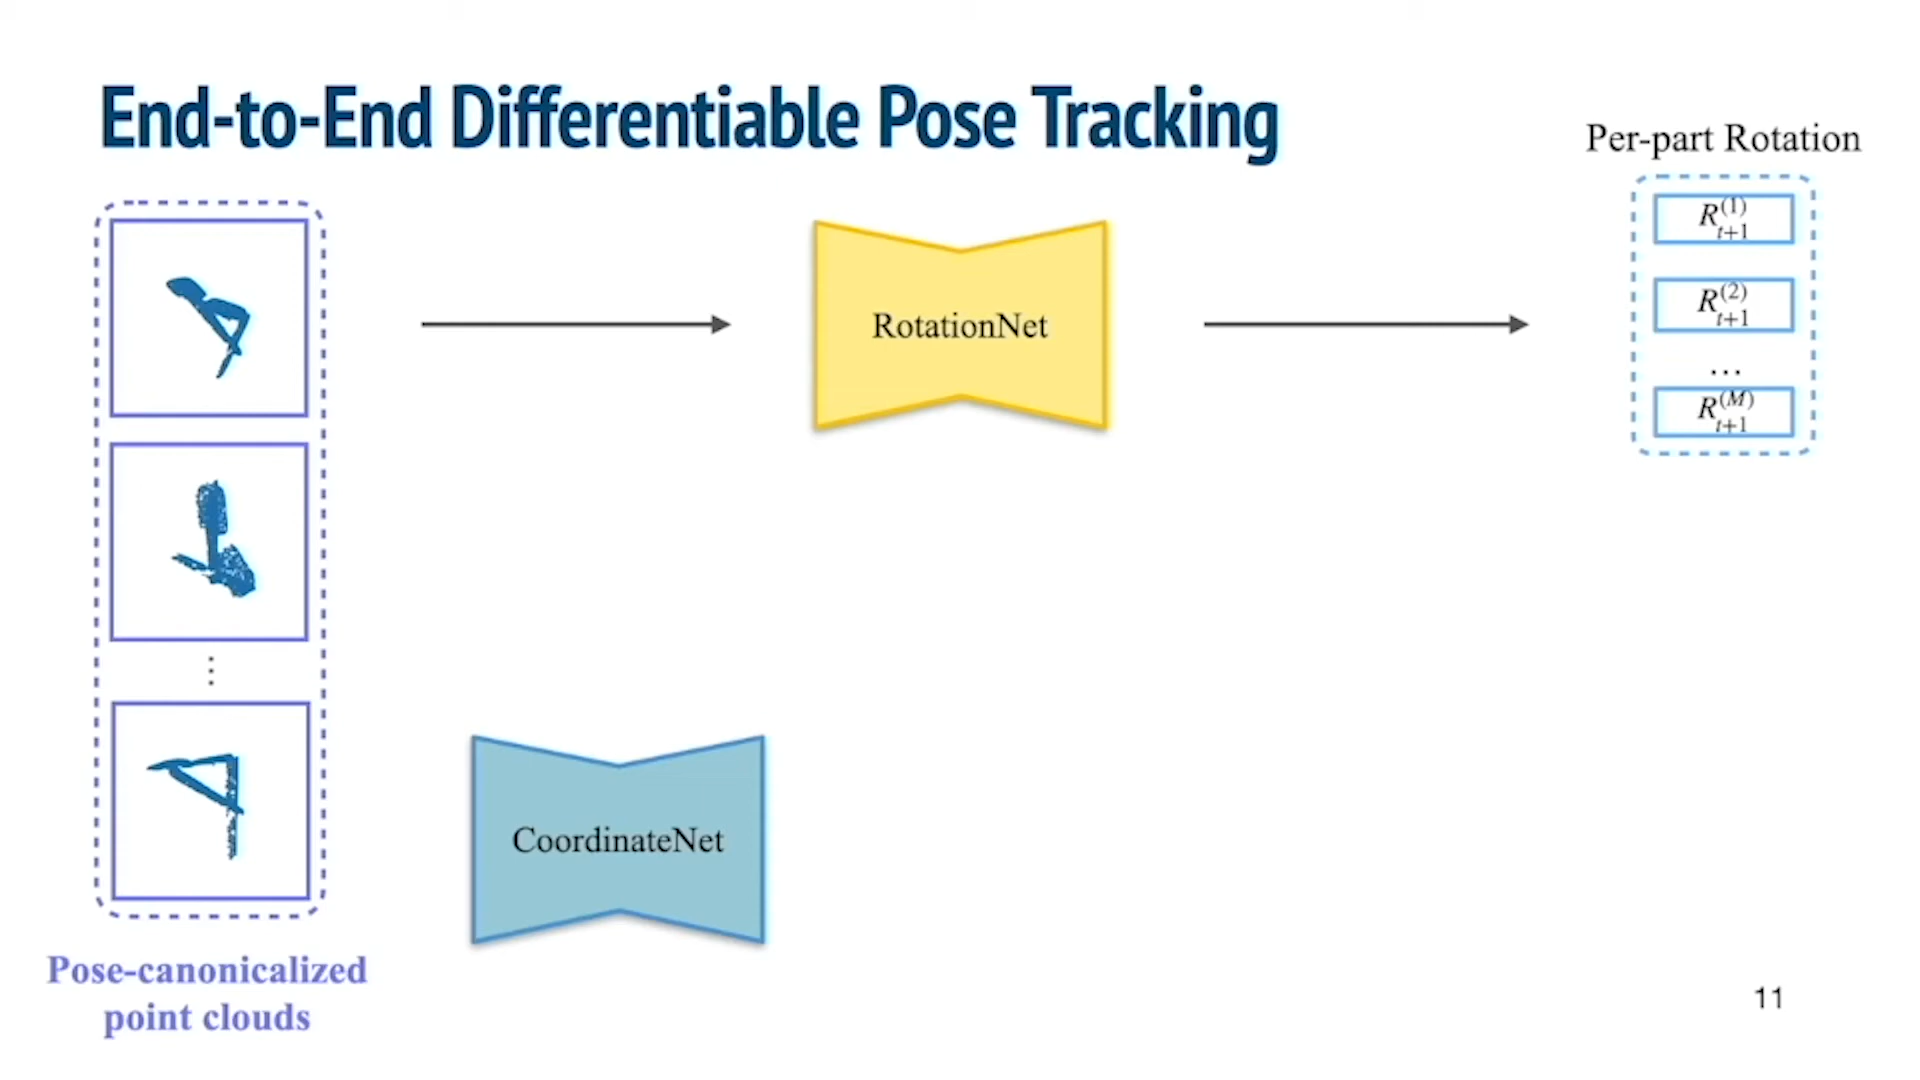 End-to-End Differentiable Pose Tracking
Per-part Rotation
R_{t+1}^{(1)}
R_{t+1}^{(2)}
...
R_{t+1}^{(M)}
RotationNet
⋮
CoordinateNet
Pose-canonicalized
point clouds
11